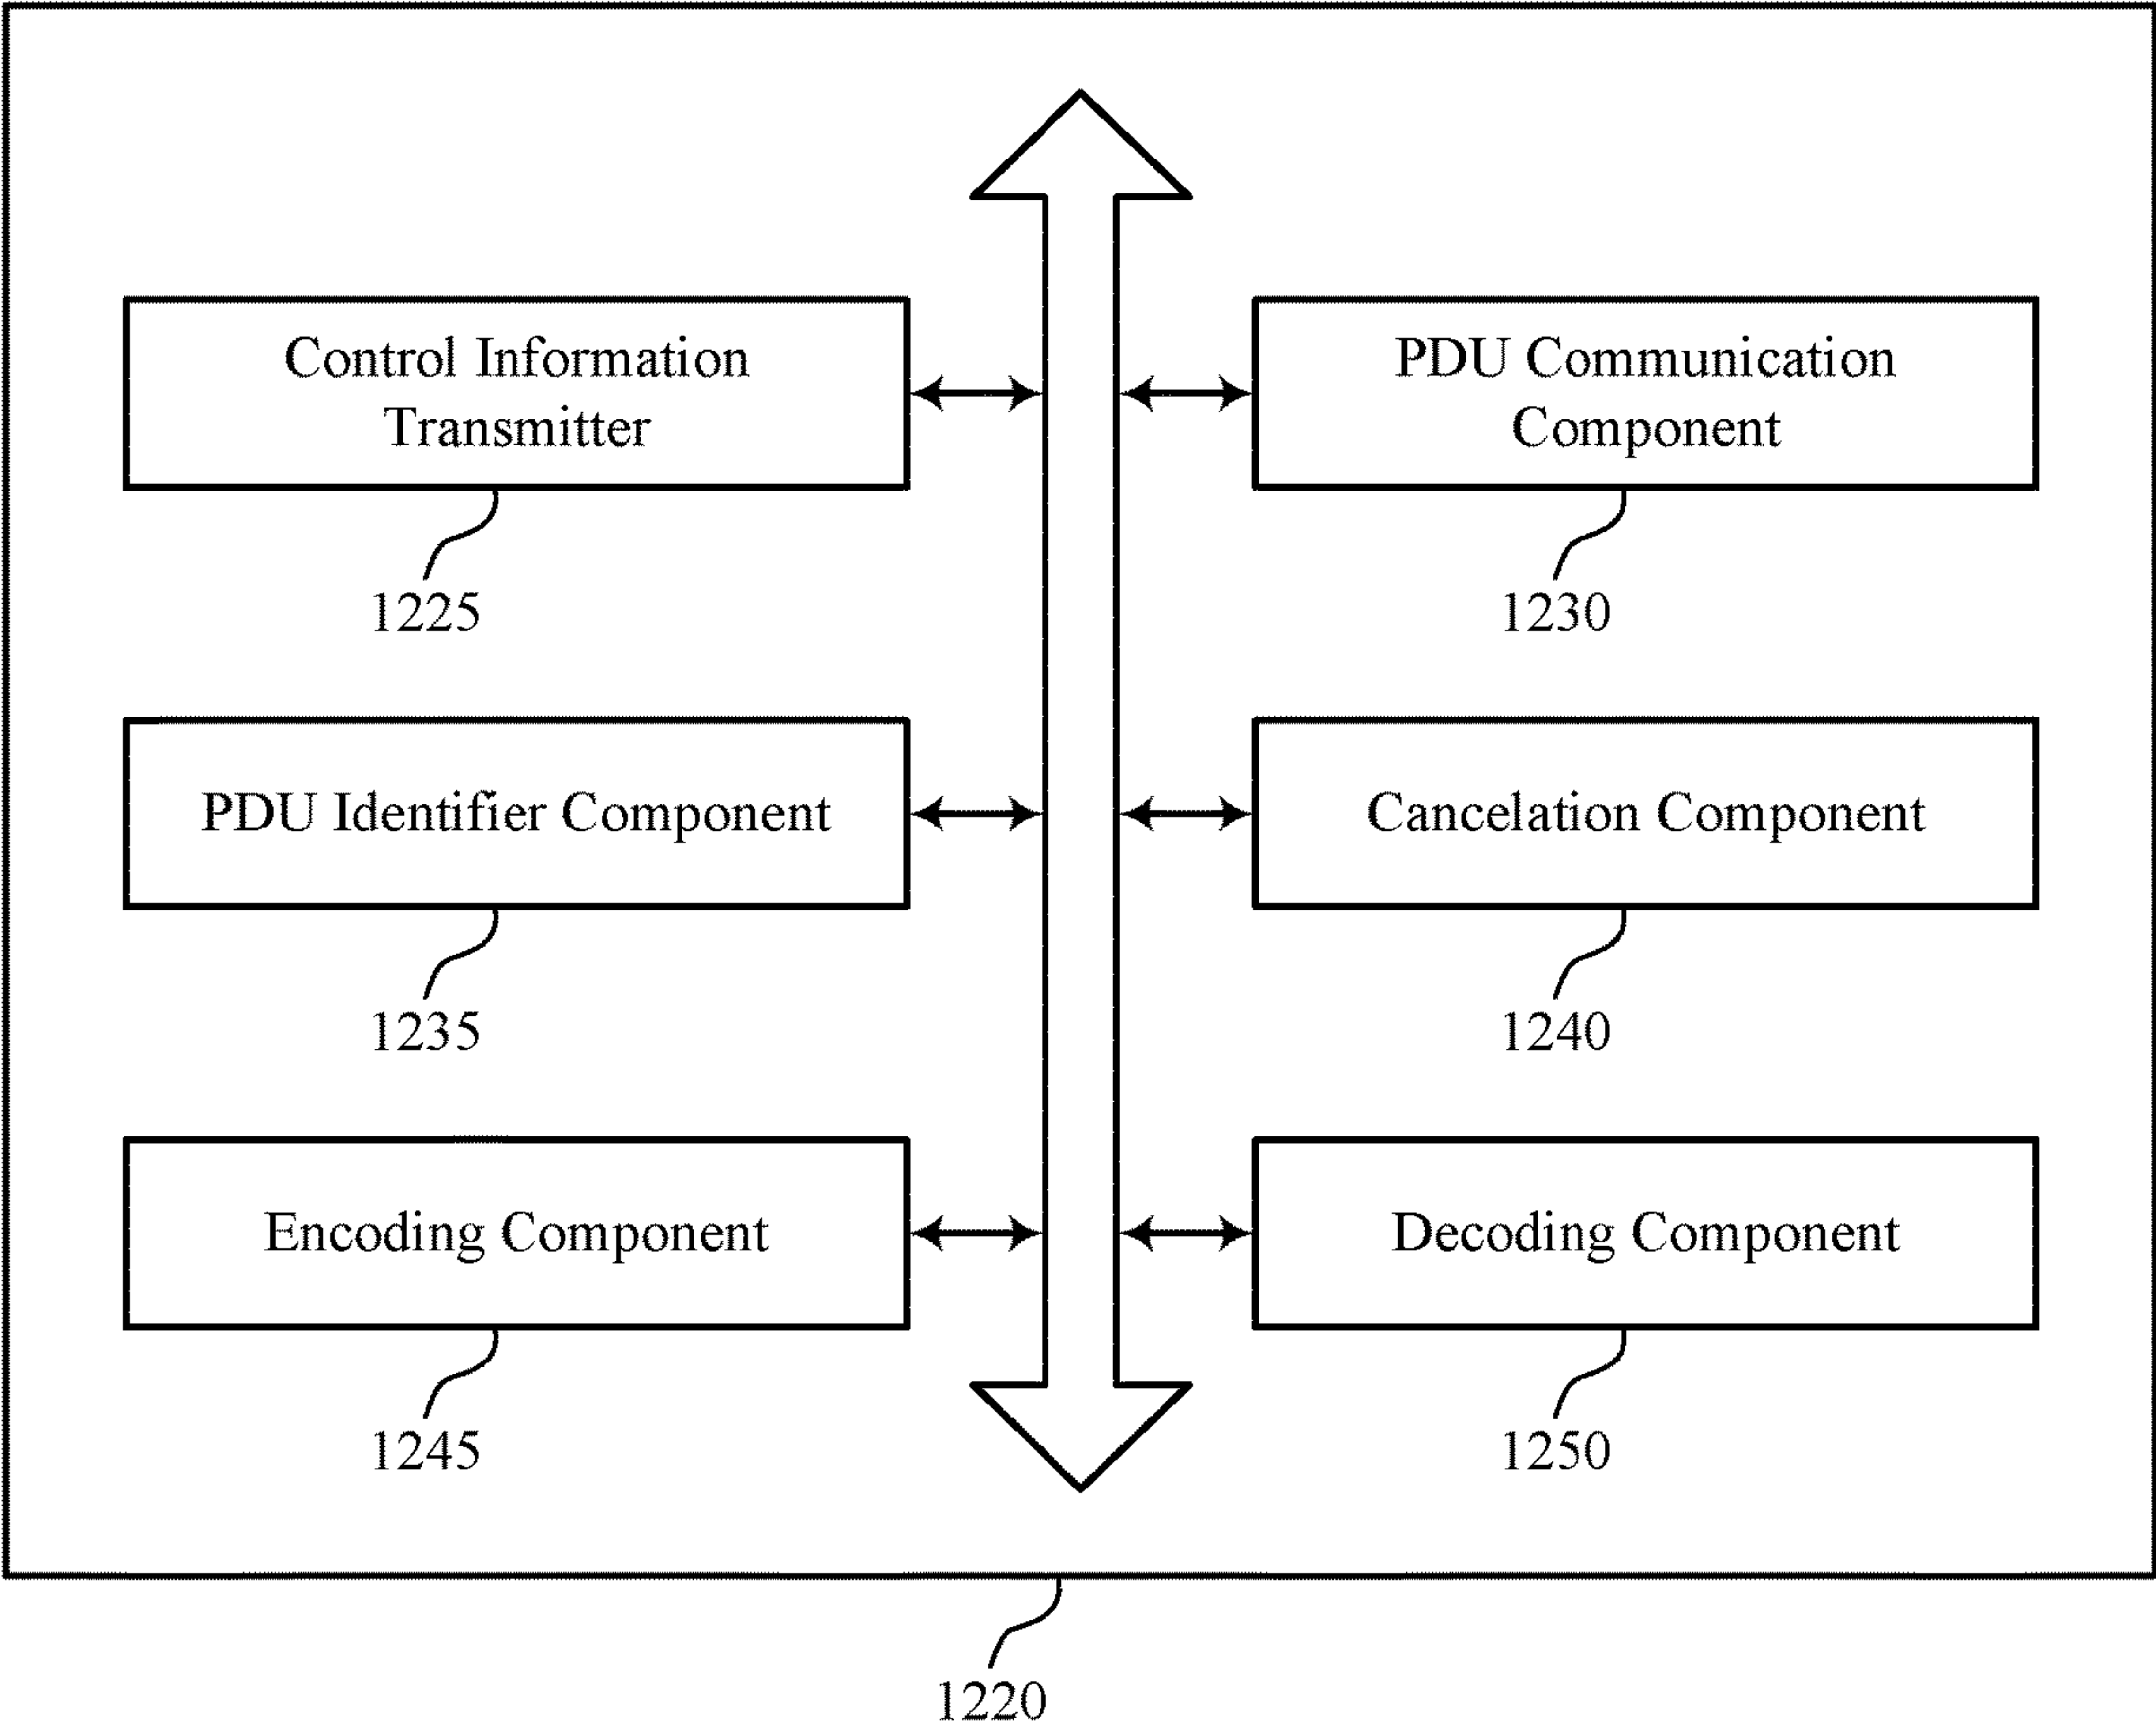 Control Information
Transmitter
1225
PDU Communication
Component
1230
PDU Identifier Component
1235
Cancelation Component
1240
Encoding Component
1245
Decoding Component
1250
1220